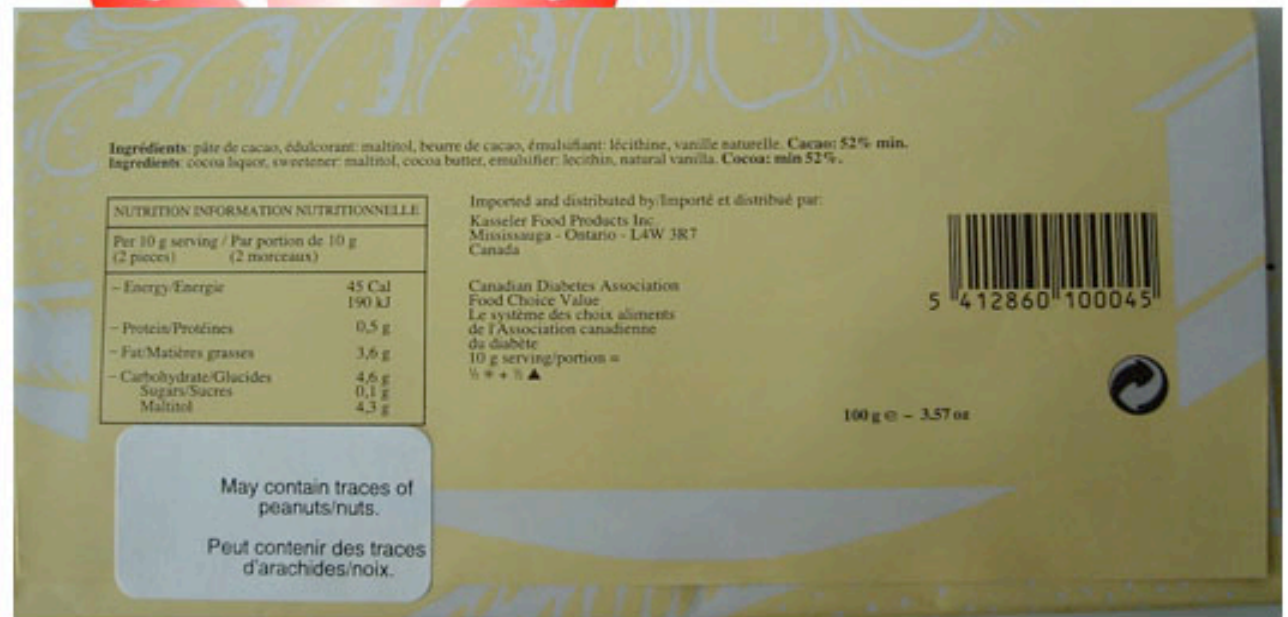 Ingrédients: pâte de cacao, édulcorant: maltitol, beurre de cacao, émulsifiant: lécithine, vanille naturelle. Cacao: 52% min.
Ingredients: cocoa liquor, sweetener: maltitol, cocoa butter, emulsifier: lecithin, natural vanilla. Cocoa: min 52%.
NUTRITION INFORMATION NUTRITIONNELLE
Per 10 g serving / Par portion de 10 g
(2 pieces) (2 morceaux)
– Energy/Energie 45 Cal
190 kJ
– Protein/Protéines 0,5 g
– Fat/Matières grasses 3,6 g
– Carbohydrate/Glucides 4,6 g
Sugars/Sucres 0,1 g
Maltitol 4,3 g
Imported and distributed by/Importé et distribué par:
Kasseler Food Products Inc.
Mississauga - Ontario - L4W 3R7
Canada
Canadian Diabetes Association
Food Choice Value
Le système des choix aliments
de l'Association canadienne
du diabète
10 g serving/portion =
½ * + ½ ▲
5 412860 100045
100 g e – 3.57 oz
May contain traces of
peanuts/nuts.
Peut contenir des traces
d'arachides/noix.